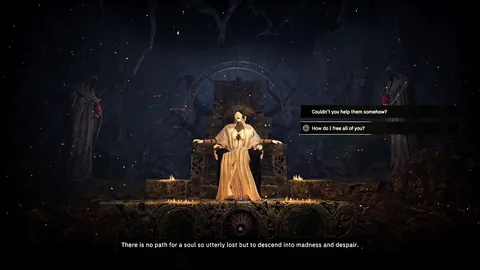 Couldn't you help them somehow?
How do I free all of you?
There is no path for a soul so utterly lost but to descend into madness and despair.